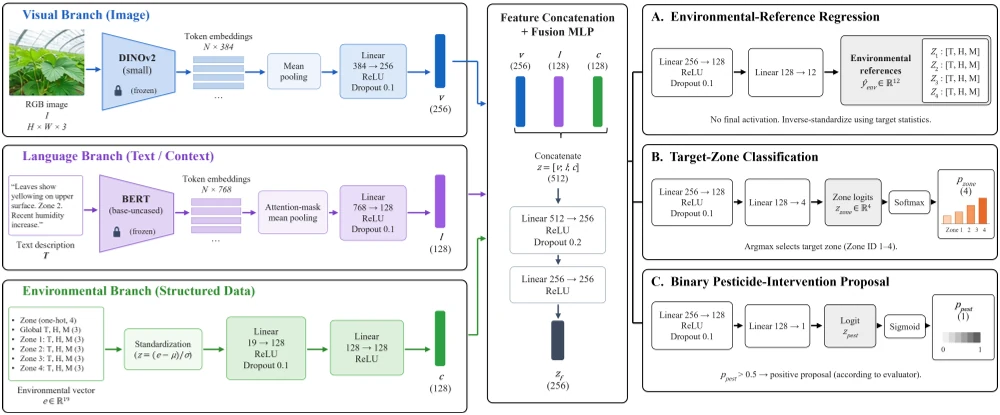 Visual Branch (Image)
RGB image
I
H × W × 3
DINOv2
(small)
(frozen)
Token embeddings
N × 384
...
Mean
pooling
Linear
384 → 256
ReLU
Dropout 0.1
v
(256)
Language Branch (Text / Context)
“Leaves show
yellowing on upper
surface. Zone 2.
Recent humidity
increase.”
Text description
T
BERT
(base-uncased)
(frozen)
Token embeddings
N × 768
...
Attention-mask
mean pooling
Linear
768 → 128
ReLU
Dropout 0.1
l
(128)
Environmental Branch (Structured Data)
• Zone (one-hot, 4)
• Global T, H, M (3)
• Zone 1: T, H, M (3)
• Zone 2: T, H, M (3)
• Zone 3: T, H, M (3)
• Zone 4: T, H, M (3)
Environmental vector
e ∈ ℝ¹⁹
Standardization
(z = (e − μ)/σ)
Linear
19 → 128
ReLU
Dropout 0.1
Linear
128 → 128
ReLU
c
(128)
Feature Concatenation
+ Fusion MLP
v l c
(256) (128) (128)
Concatenate
z = [v; l; c]
(512)
Linear 512 → 256
ReLU
Dropout 0.2
Linear 256 → 256
ReLU
z_f
(256)
A. Environmental-Reference Regression
Linear 256 → 128
ReLU
Dropout 0.1
Linear 128 → 12
Environmental
references
ŷ_env ∈ ℝ¹²
Z₁ : [T, H, M]
Z₂ : [T, H, M]
Z₃ : [T, H, M]
Z₄ : [T, H, M]
No final activation. Inverse-standardize using target statistics.
B. Target-Zone Classification
Linear 256 → 128
ReLU
Dropout 0.1
Linear 128 → 4
Zone logits
z_zone ∈ ℝ⁴
Softmax
p_zone
(4)
Zone 1 2 3 4
Argmax selects target zone (Zone ID 1–4).
C. Binary Pesticide-Intervention Proposal
Linear 256 → 128
ReLU
Dropout 0.1
Linear 128 → 1
Logit
z_pest
Sigmoid
p_pest
(1)
0 1
p_pest > 0.5 → positive proposal (according to evaluator).